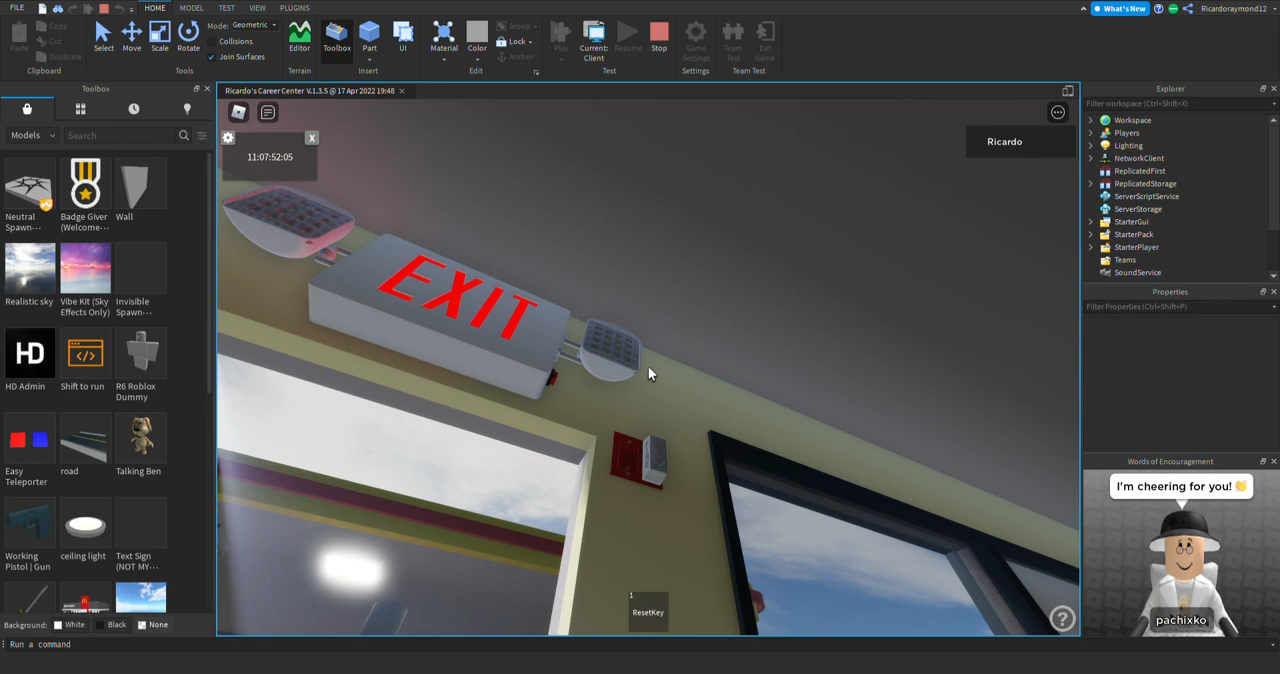 FILE
HOME
MODEL
TEST
VIEW
PLUGINS
What's New
Ricardoraymond12
Paste
Copy
Cut
Duplicate
Clipboard
Select
Move
Scale
Rotate
Mode: Geometric
Collisions
Join Surfaces
Tools
Editor
Terrain
Toolbox
Part
UI
Insert
Material
Color
Group
Lock
Anchor
Edit
Play
Current:
Client
Resume
Stop
Test
Game
Settings
Settings
Team
Test
Exit
Game
Team Test
Toolbox
Models
Search
Neutral
Spawn···
Badge Giver
(Welcome···
Wall
Realistic sky
Vibe Kit (Sky
Effects Only)
Invisible
Spawn···
HD
HD Admin
Shift to run
R6 Roblox
Dummy
Easy
Teleporter
road
Talking Ben
Working
Pistol | Gun
ceiling light
Text Sign
(NOT MY···
Background:
White
Black
None
Run a command
Ricardo's Career Center V.1.3.5 @ 17 Apr 2022 19:48
X
11:07:52:05
Ricardo
EXIT
1
ResetKey
?
Explorer
Filter workspace (Ctrl+Shift+X)
Workspace
Players
Lighting
NetworkClient
ReplicatedFirst
ReplicatedStorage
ServerScriptService
ServerStorage
StarterGui
StarterPack
StarterPlayer
Teams
SoundService
Properties
Filter Properties (Ctrl+Shift+P)
Words of Encouragement
I'm cheering for you! 👏
pachixko